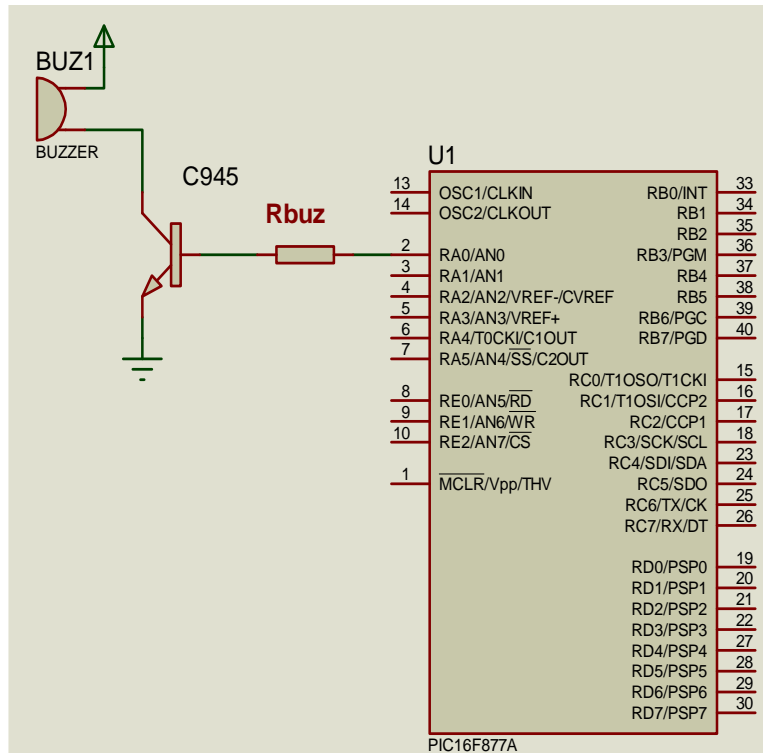 BUZ1
BUZZER
C945
Rbuz
U1
13 OSC1/CLKIN
14 OSC2/CLKOUT
2 RA0/AN0
3 RA1/AN1
4 RA2/AN2/VREF-/CVREF
5 RA3/AN3/VREF+
6 RA4/T0CKI/C1OUT
7 RA5/AN4/SS/C2OUT
8 RE0/AN5/RD
9 RE1/AN6/WR
10 RE2/AN7/CS
1 MCLR/Vpp/THV
RB0/INT 33
RB1 34
RB2 35
RB3/PGM 36
RB4 37
RB5 38
RB6/PGC 39
RB7/PGD 40
RC0/T1OSO/T1CKI 15
RC1/T1OSI/CCP2 16
RC2/CCP1 17
RC3/SCK/SCL 18
RC4/SDI/SDA 23
RC5/SDO 24
RC6/TX/CK 25
RC7/RX/DT 26
RD0/PSP0 19
RD1/PSP1 20
RD2/PSP2 21
RD3/PSP3 22
RD4/PSP4 27
RD5/PSP5 28
RD6/PSP6 29
RD7/PSP7 30
PIC16F877A